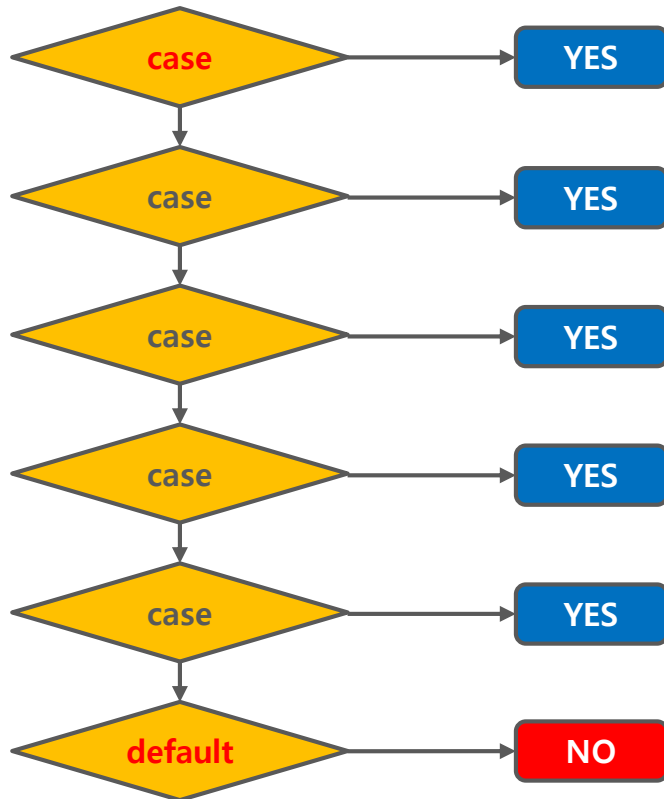 case
YES
case
YES
case
YES
case
YES
case
YES
default
NO